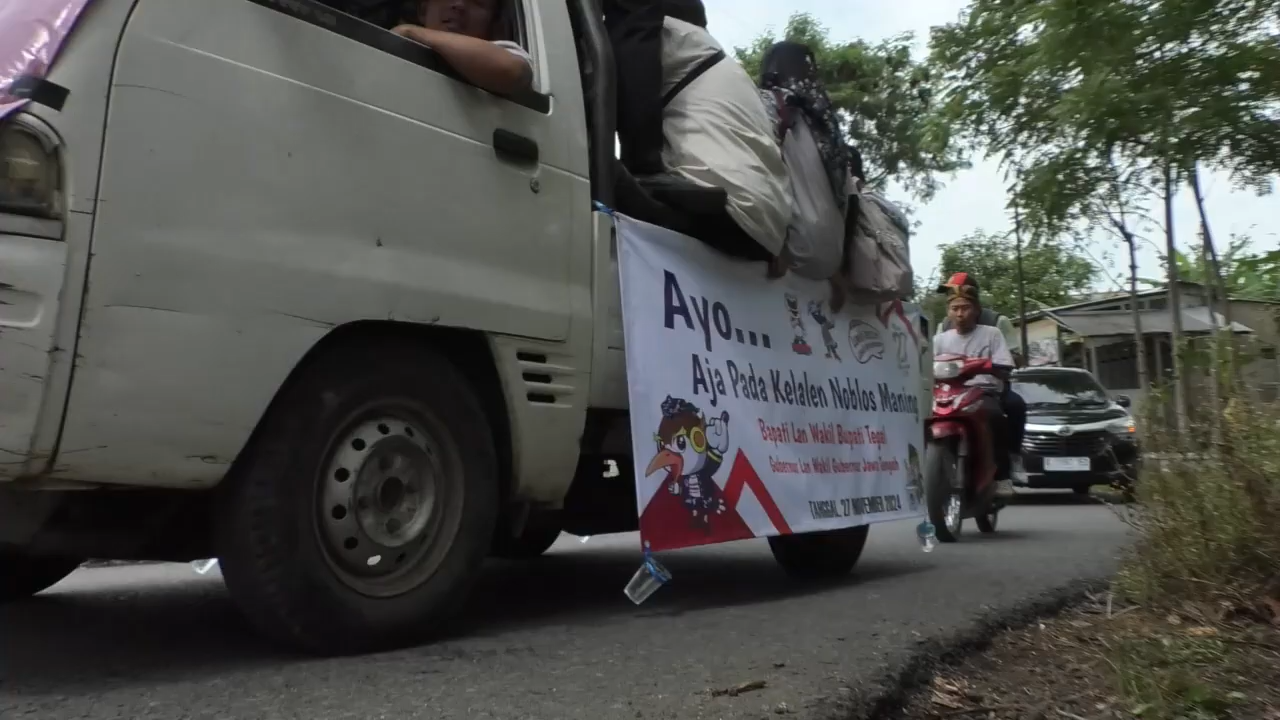 Ayo...
Aja Pada Kelalen Noblos Maning
Bupati Lan Wakil Bupati Tegal
Gubernur Lan Wakil Gubernur Jawa Tengah
TANGGAL 27 NOVEMBER 2024